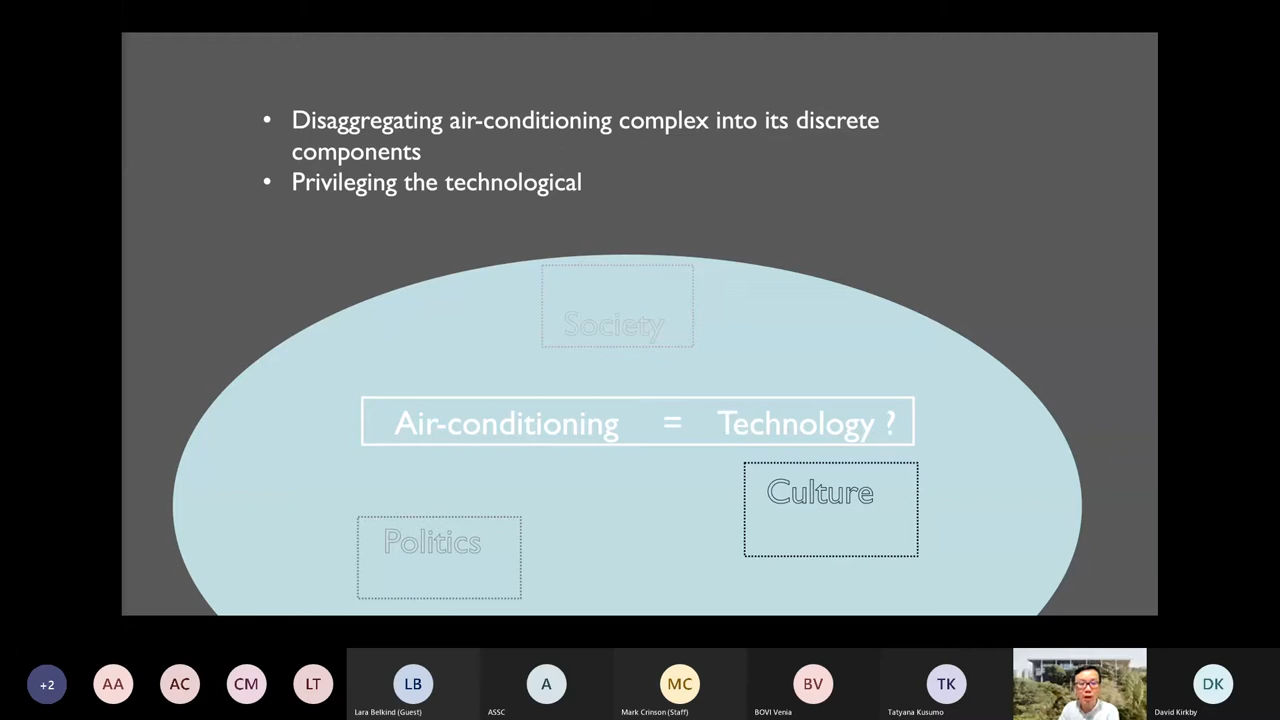 • Disaggregating air-conditioning complex into its discrete
components
• Privileging the technological
Society
Air-conditioning = Technology ?
Culture
Politics
+2
AA
AC
CM
LT
LB
A
MC
BV
TK
DK
Lara Belkind (Guest)
ASSC
Mark Crinson (Staff)
BOVI Venia
Tatyana Kusumo
David Kirkby